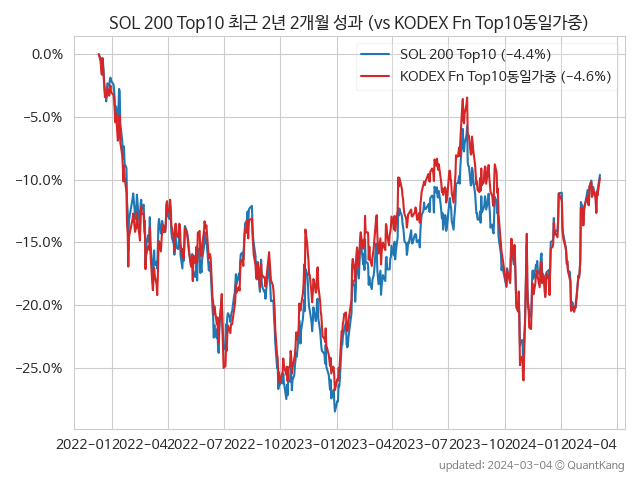 SOL 200 Top10 최근 2년 2개월 성과 (vs KODEX Fn Top10동일가중)
SOL 200 Top10 (−4.4%)
KODEX Fn Top10동일가중 (−4.6%)
0.0%
−5.0%
−10.0%
−15.0%
−20.0%
−25.0%
2022-01 2022-04 2022-07 2022-10 2023-01 2023-04 2023-07 2023-10 2024-01 2024-04
updated: 2024-03-04 © QuantKang